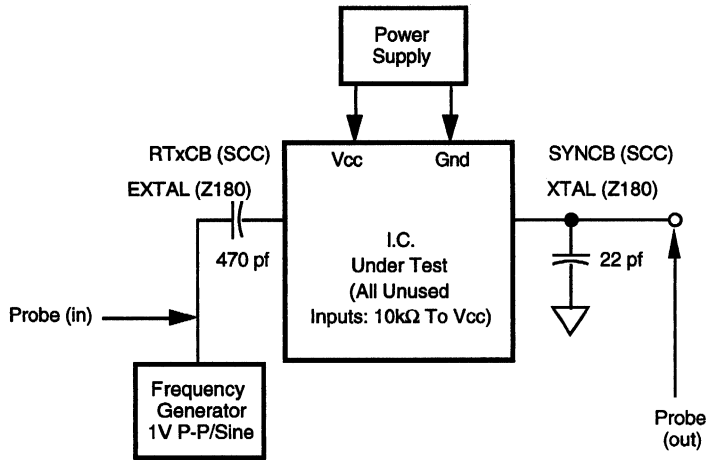 Power
Supply
RTxCB (SCC)
Vcc
Gnd
SYNCB (SCC)
EXTAL (Z180)
XTAL (Z180)
470 pf
I.C.
Under Test
(All Unused
Inputs: 10kΩ To Vcc)
22 pf
Probe (in)
Frequency
Generator
1V P-P/Sine
Probe
(out)